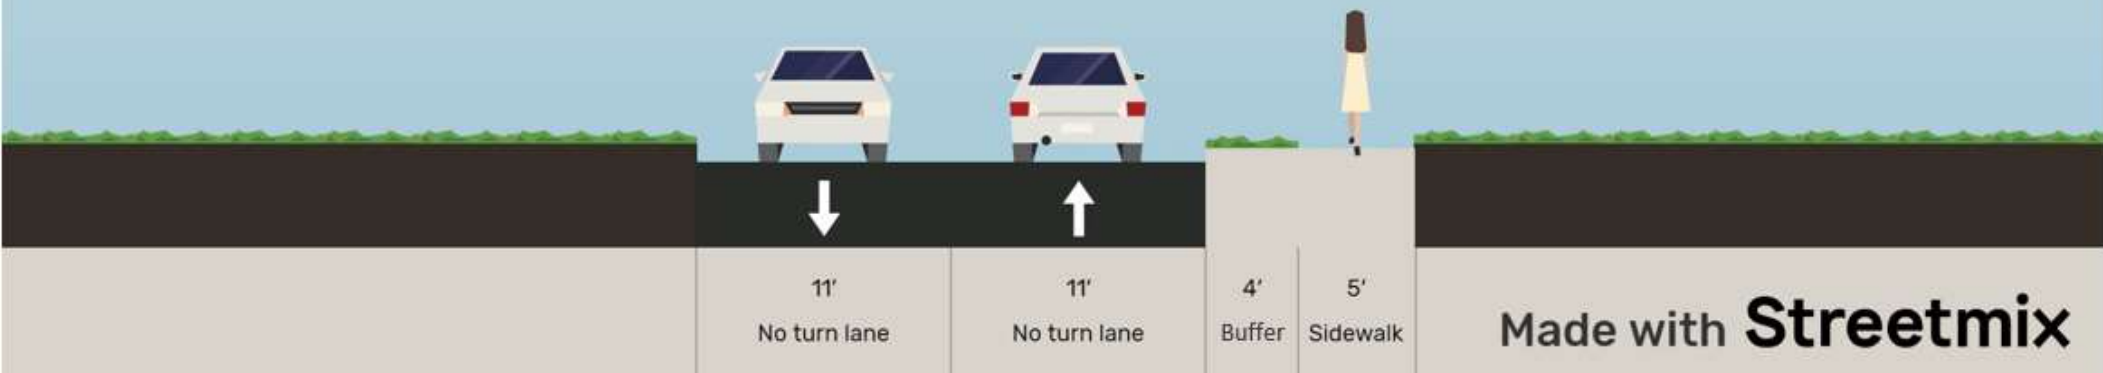 11' 11' 4' 5'
No turn lane No turn lane Buffer Sidewalk
Made with Streetmix